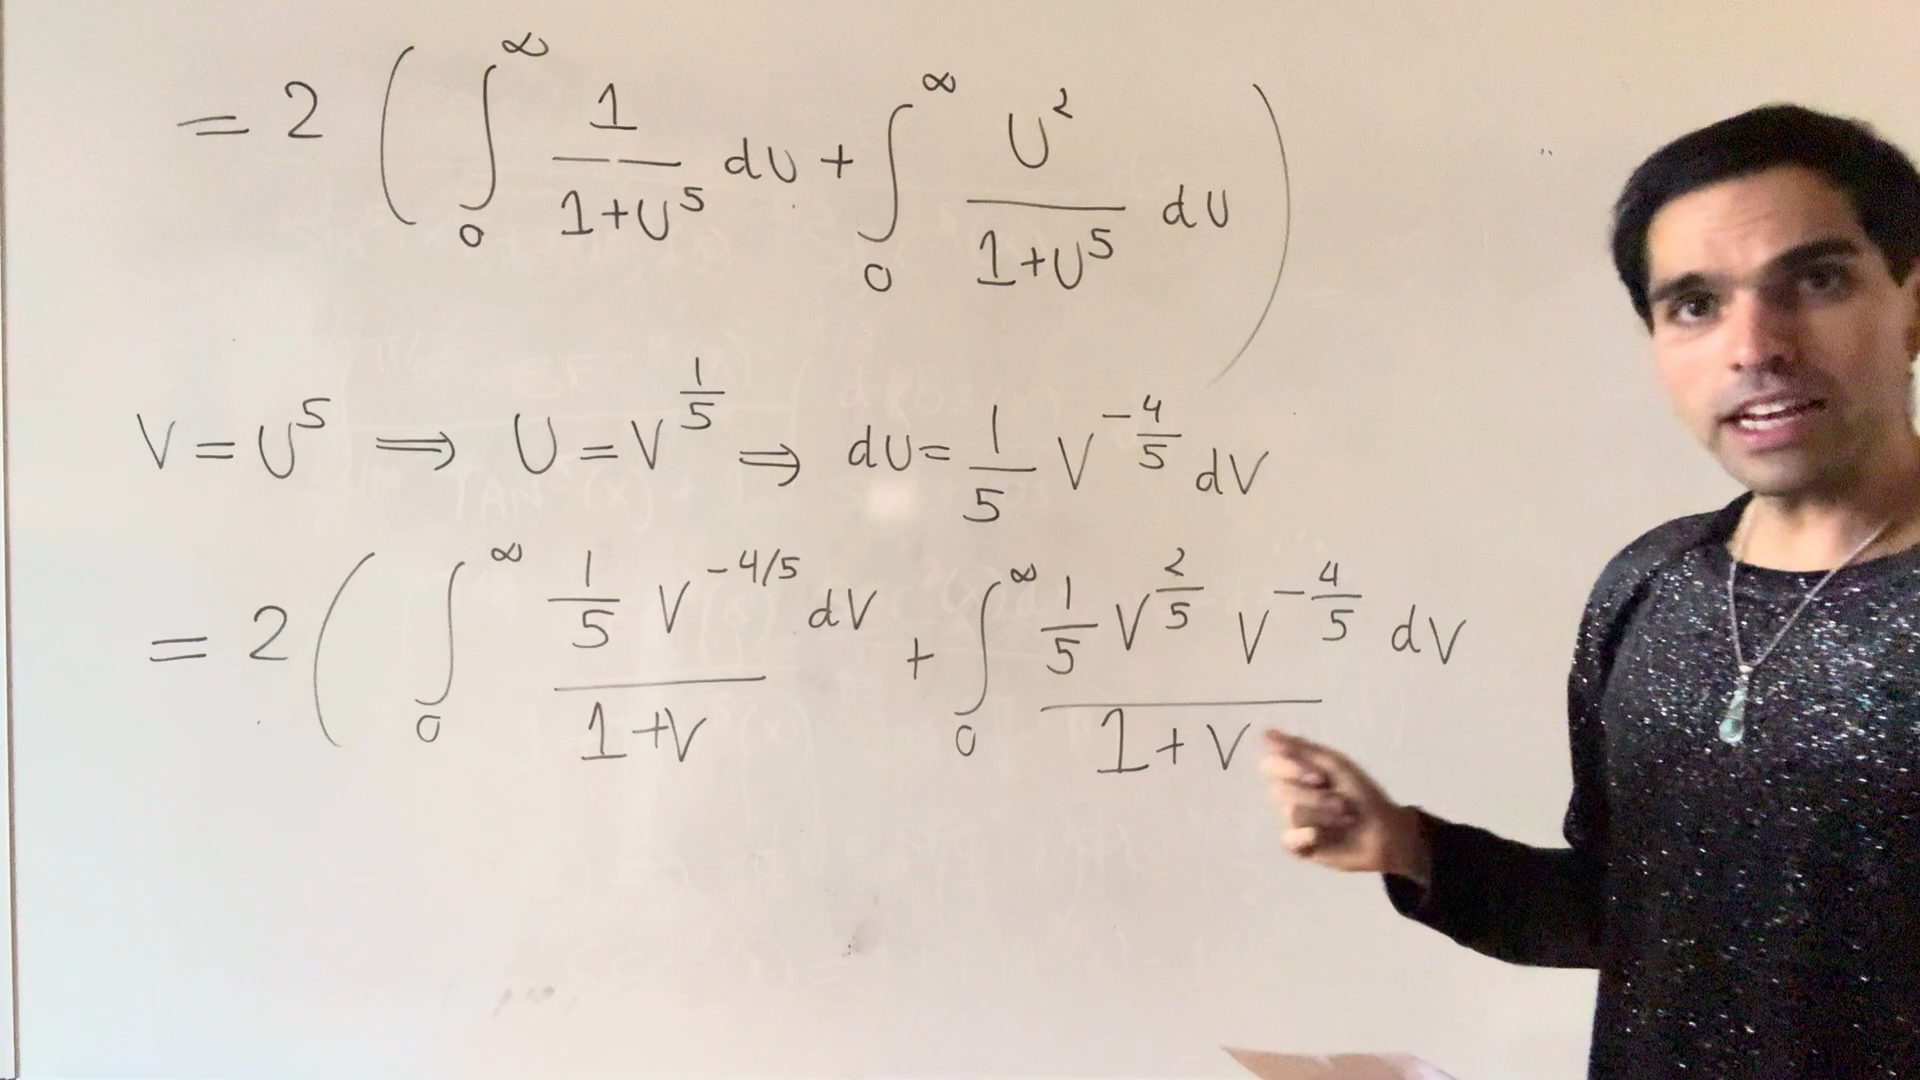 = 2 ( ∫₀^∞ 1/(1+U⁵) dU + ∫₀^∞ U²/(1+U⁵) dU )
V = U⁵ ⟹ U = V^(1/5) ⟹ dU = 1/5 V^(-4/5) dV
= 2 ( ∫₀^∞ (1/5 V^(-4/5) dV)/(1+V) + ∫₀^∞ (1/5 V^(2/5) V^(-4/5) dV)/(1+V)